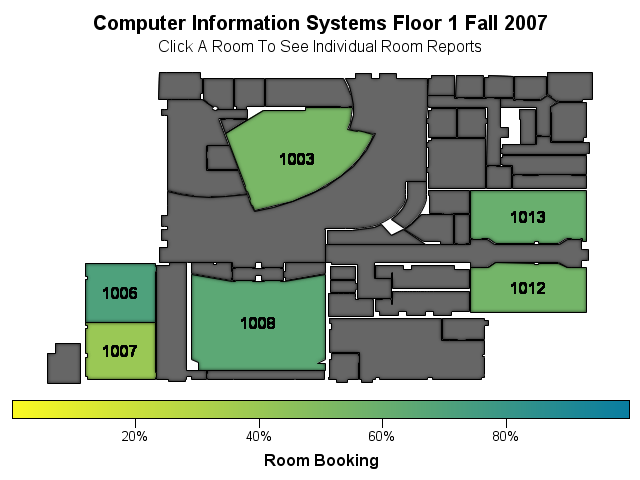 Computer Information Systems Floor 1 Fall 2007
Click A Room To See Individual Room Reports
1003
1013
1006
1012
1008
1007
20% 40% 60% 80%
Room Booking